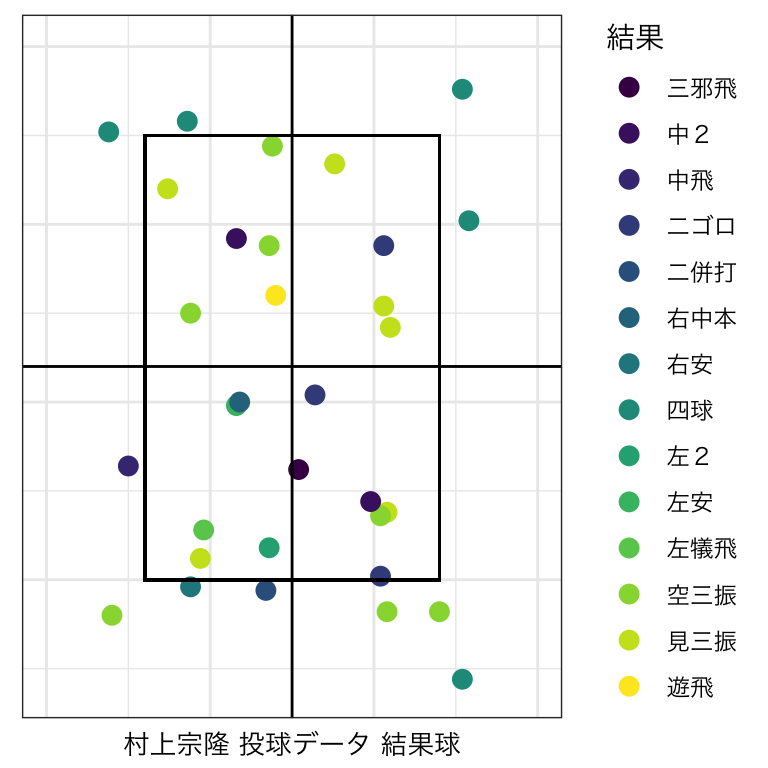 結果
三邪飛
中２
中飛
二ゴロ
二併打
右中本
右安
四球
左２
左安
左犠飛
空三振
見三振
遊飛
村上宗隆 投球データ 結果球